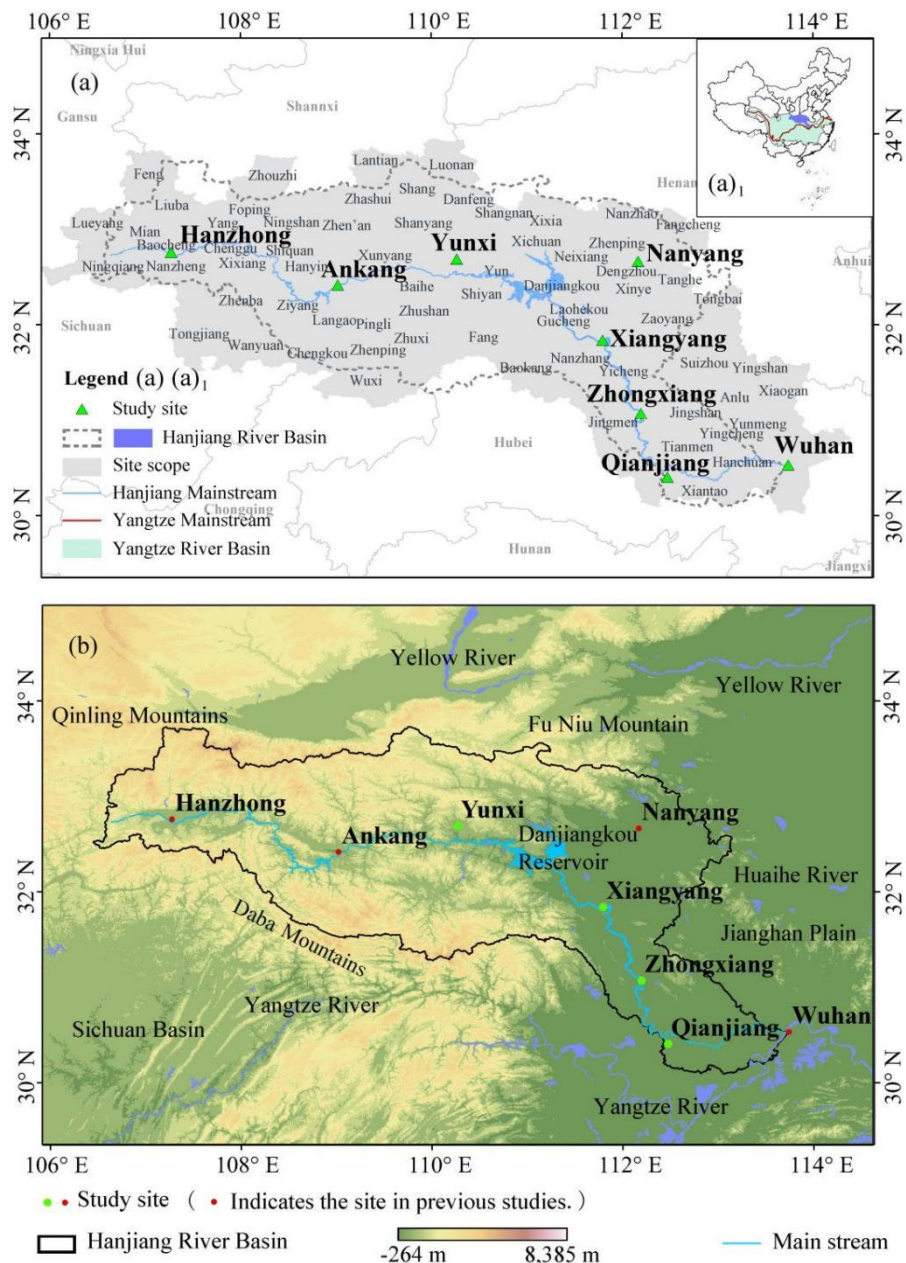 106° E 108° E 110° E 112° E 114° E
Ningxia Hui
(a)
Gansu
Shannxi
34° N
(a)1
Henan
Anhui
Lantian Luonan
Feng Zhouzhi
Shang
Liuba Zhashui Danfeng
Foping Shangnan Nanzhao
Lueyang Yang Ningshan Zhen'an Shanyang Xixia Fangcheng
Mian Hanzhong Yunxi Xichuan Zhenping Nanyang
Baocheng Chenggu Shiquan Xunyang Neixiang
Ningqiang Nanzheng Xixiang Hanyin Ankang Yun Dengzhou Tanghe
Baihe Danjiangkou Xinye
Zhenba Ziyang Shiyan Tongbai
Langao Zhushan Laohekou
Pingli Gucheng Zaoyang
32° N
Sichuan
Tongjiang Zhuxi Fang Xiangyang
Wanyuan Chengkou Zhenping Nanzhang Suizhou Yingshan
Baokang Yicheng
Wuxi Zhongxiang Anlu Xiaogan
Jingshan
Jingmen Yingcheng Yunmeng
Hubei
Tianmen Wuhan
Qianjiang Hanchuan
Xiantao
Legend (a) (a)1
Study site
Hanjiang River Basin
Site scope
Hanjiang Mainstream
Chongqing
Yangtze Mainstream
Yangtze River Basin
30° N
Hunan
Jiangxi
(b)
Yellow River
Yellow River
34° N
Qinling Mountains
Fu Niu Mountain
Hanzhong
Yunxi
Nanyang
Ankang
Danjiangkou
Reservoir
Huaihe River
32° N
Xiangyang
Daba Mountains
Jianghan Plain
Zhongxiang
Yangtze River
Sichuan Basin
Qianjiang
Wuhan
30° N
Yangtze River
106° E 108° E 110° E 112° E 114° E
Study site ( Indicates the site in previous studies. )
Hanjiang River Basin
-264 m 8,385 m
Main stream